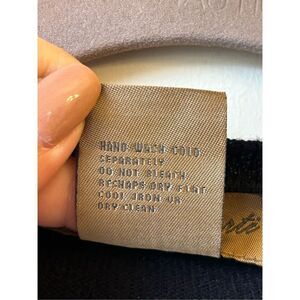 HAND WASH COLD
SEPARATELY
DO NOT BLEACH
RESHAPE DRY FLAT
COOL IRON OR
DRY CLEAN